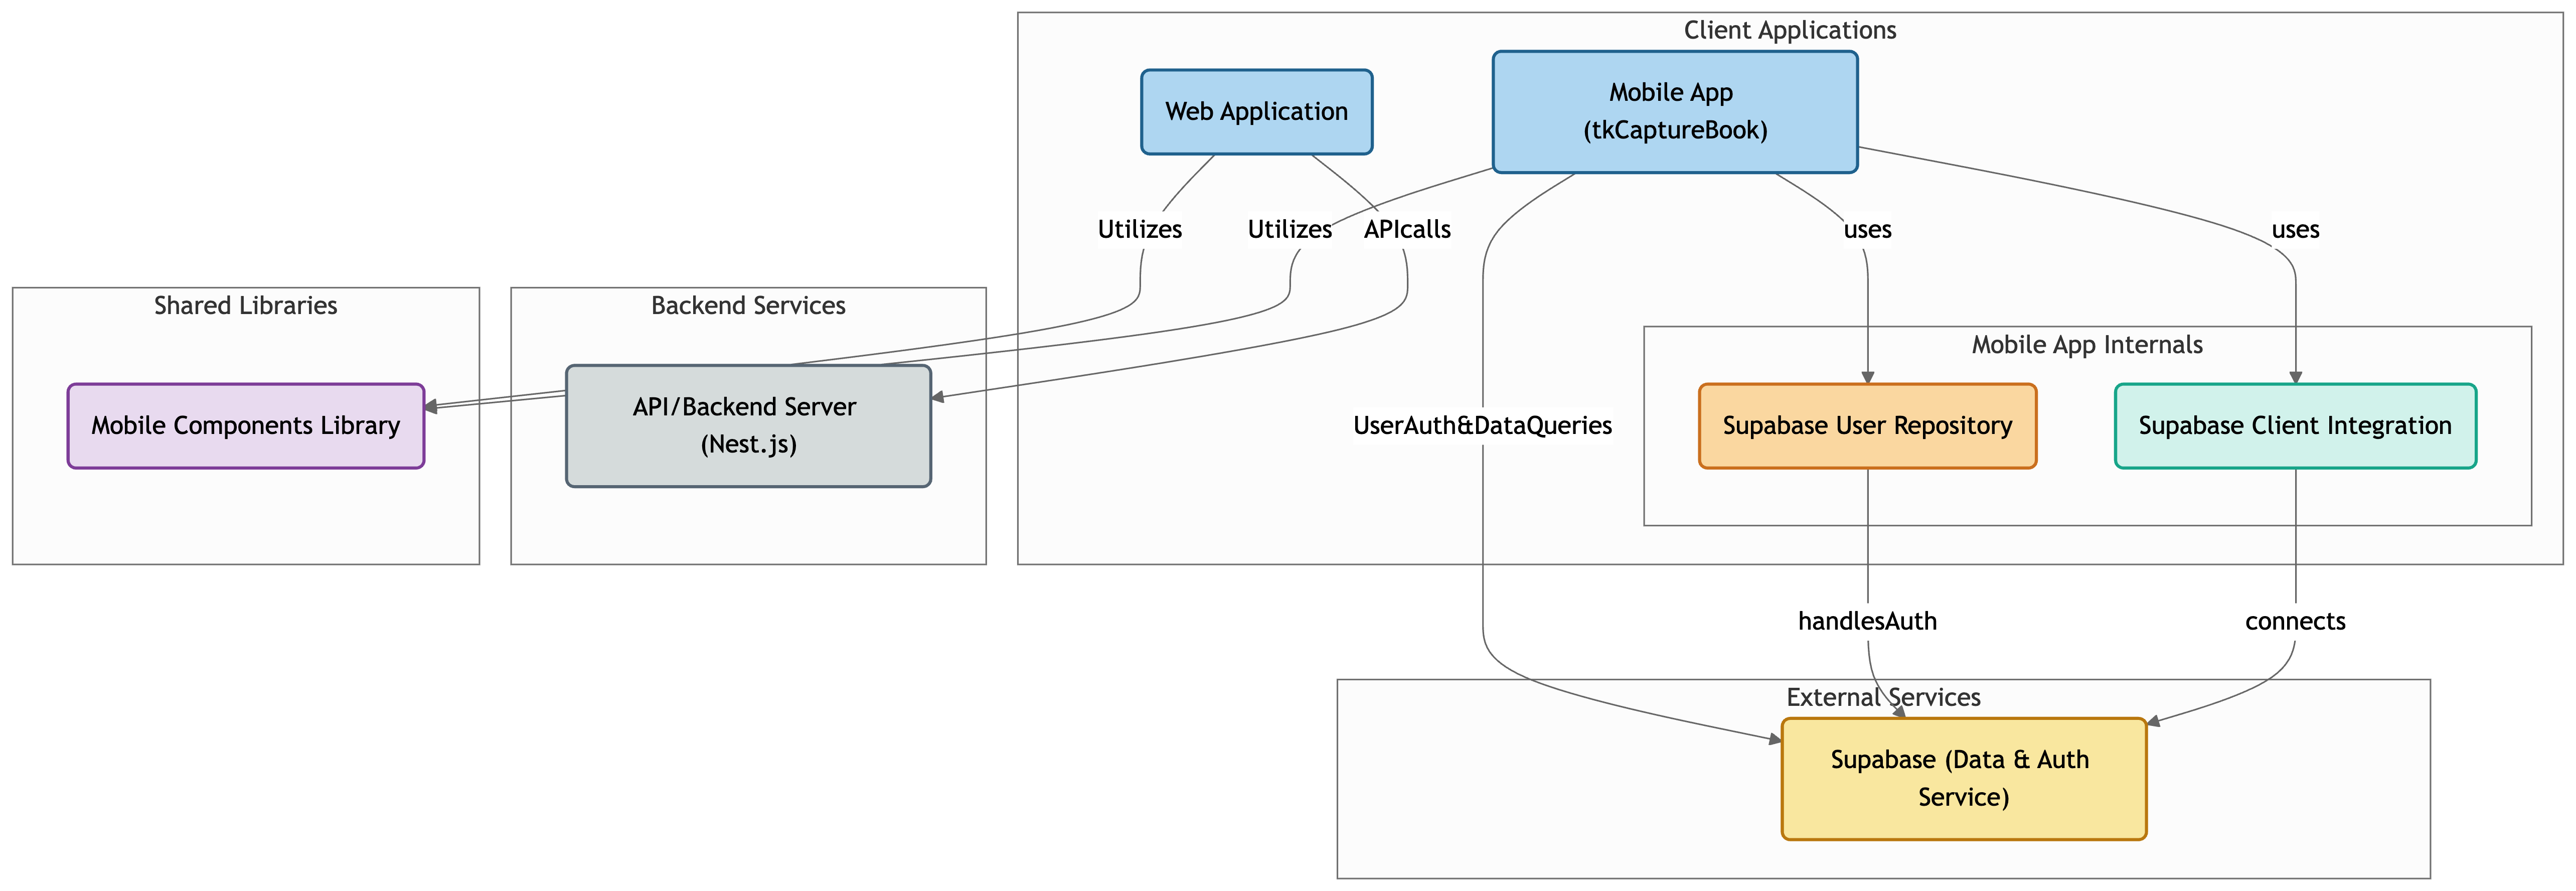 Client Applications
Web Application
Mobile App
(tkCaptureBook)
Utilizes
Utilizes
APIcalls
uses
uses
Shared Libraries
Backend Services
Mobile App Internals
Mobile Components Library
API/Backend Server
(Nest.js)
UserAuth&DataQueries
Supabase User Repository
Supabase Client Integration
handlesAuth
connects
External Services
Supabase (Data & Auth
Service)